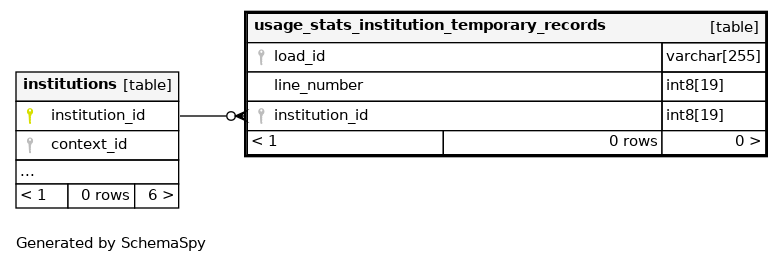 usage_stats_institution_temporary_records [table]
load_id varchar[255]
line_number int8[19]
institution_id int8[19]
< 1 0 rows 0 >
institutions [table]
institution_id
context_id
...
< 1 0 rows 6 >
Generated by SchemaSpy